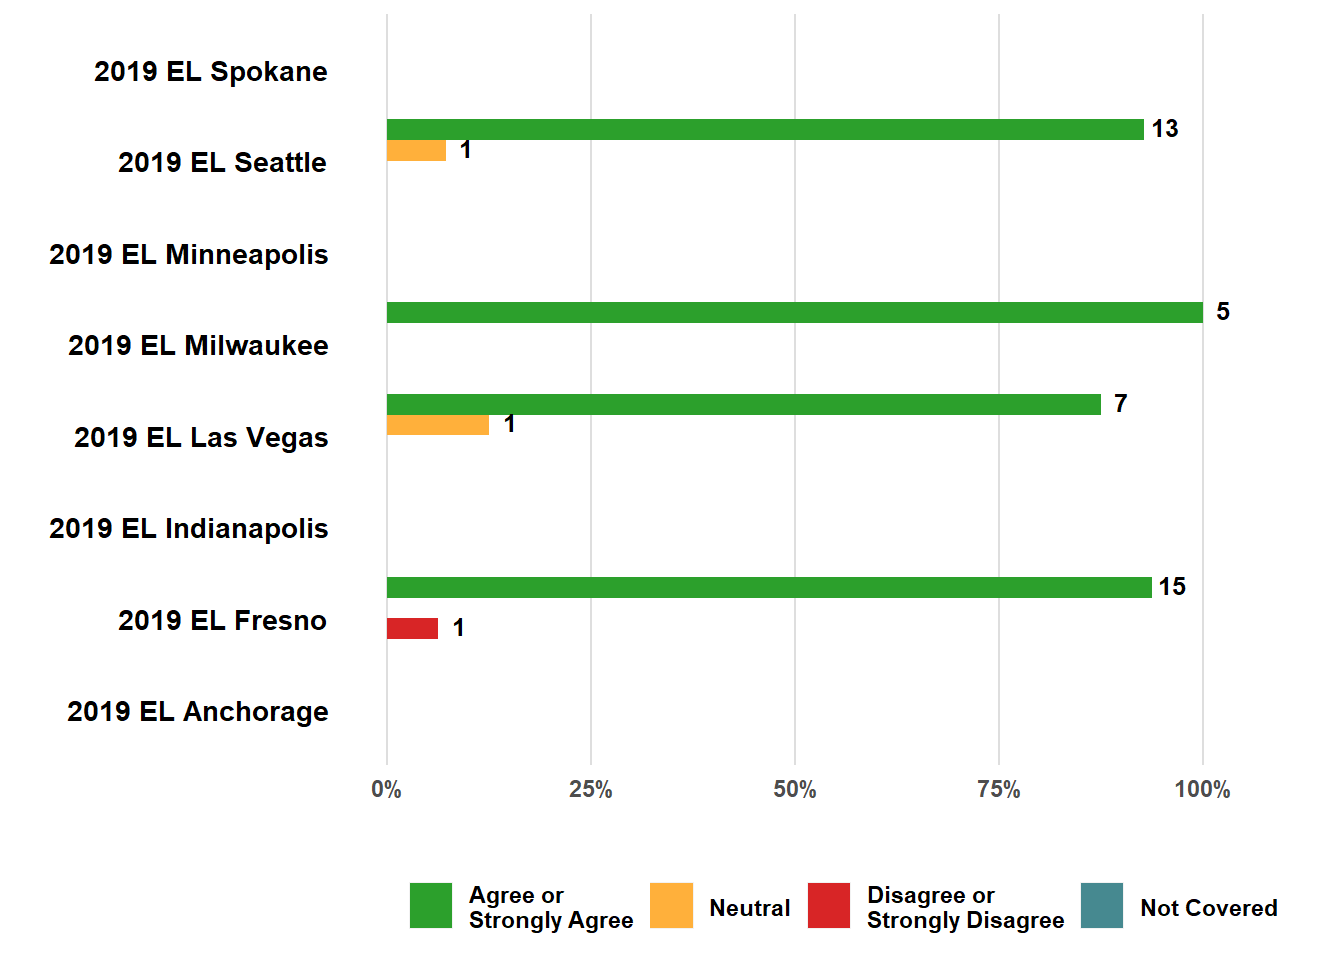 2019 EL Spokane
13
1
2019 EL Seattle
2019 EL Minneapolis
5
2019 EL Milwaukee
7
1
2019 EL Las Vegas
2019 EL Indianapolis
15
2019 EL Fresno
1
2019 EL Anchorage
0% 25% 50% 75% 100%
Agree or
Strongly Agree
Neutral
Disagree or
Strongly Disagree
Not Covered